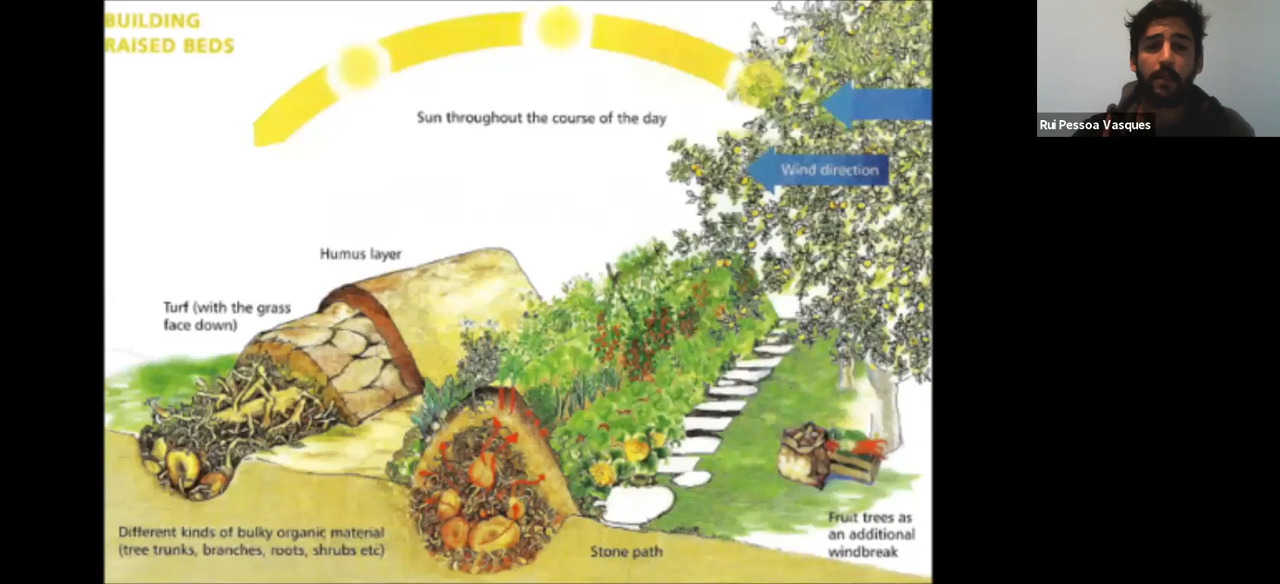 BUILDING
RAISED BEDS
Sun throughout the course of the day
Wind direction
Humus layer
Turf (with the grass
face down)
Different kinds of bulky organic material
(tree trunks, branches, roots, shrubs etc)
Stone path
Fruit trees as
an additional
windbreak
Rui Pessoa Vasques